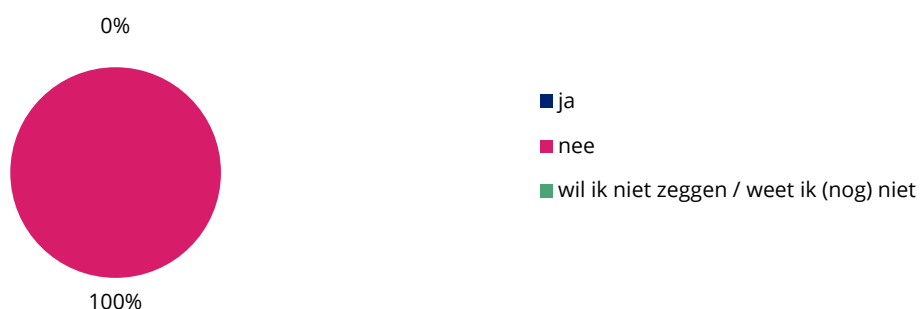 0%
ja
nee
wil ik niet zeggen / weet ik (nog) niet
100%